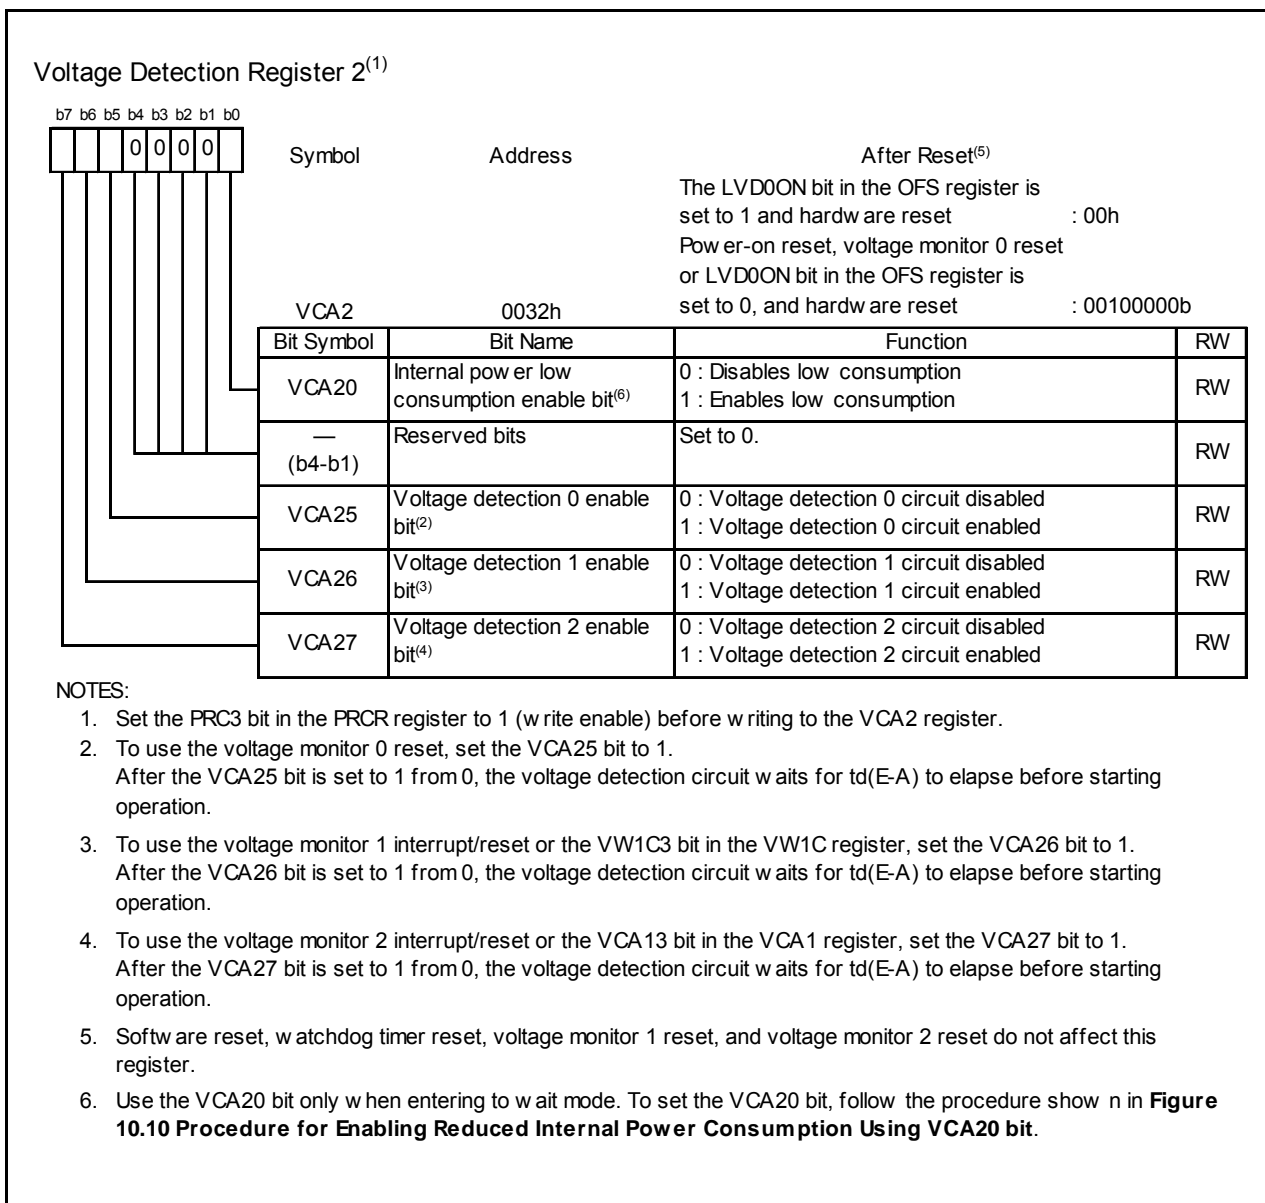 Voltage Detection Register 2(1)
b7 b6 b5 b4 b3 b2 b1 b0
0 0 0 0
Symbol Address After Reset(5)
The LVD0ON bit in the OFS register is
set to 1 and hardware reset : 00h
Power-on reset, voltage monitor 0 reset
or LVD0ON bit in the OFS register is
VCA2 0032h set to 0, and hardware reset : 00100000b
Bit Symbol Bit Name Function RW
VCA20 Internal power low 0 : Disables low consumption RW
consumption enable bit(6) 1 : Enables low consumption
— Reserved bits Set to 0. RW
(b4-b1)
VCA25 Voltage detection 0 enable 0 : Voltage detection 0 circuit disabled RW
bit(2) 1 : Voltage detection 0 circuit enabled
VCA26 Voltage detection 1 enable 0 : Voltage detection 1 circuit disabled RW
bit(3) 1 : Voltage detection 1 circuit enabled
VCA27 Voltage detection 2 enable 0 : Voltage detection 2 circuit disabled RW
bit(4) 1 : Voltage detection 2 circuit enabled
NOTES:
1. Set the PRC3 bit in the PRCR register to 1 (write enable) before writing to the VCA2 register.
2. To use the voltage monitor 0 reset, set the VCA25 bit to 1.
After the VCA25 bit is set to 1 from 0, the voltage detection circuit waits for td(E-A) to elapse before starting
operation.
3. To use the voltage monitor 1 interrupt/reset or the VW1C3 bit in the VW1C register, set the VCA26 bit to 1.
After the VCA26 bit is set to 1 from 0, the voltage detection circuit waits for td(E-A) to elapse before starting
operation.
4. To use the voltage monitor 2 interrupt/reset or the VCA13 bit in the VCA1 register, set the VCA27 bit to 1.
After the VCA27 bit is set to 1 from 0, the voltage detection circuit waits for td(E-A) to elapse before starting
operation.
5. Software reset, watchdog timer reset, voltage monitor 1 reset, and voltage monitor 2 reset do not affect this
register.
6. Use the VCA20 bit only when entering to wait mode. To set the VCA20 bit, follow the procedure shown in Figure
10.10 Procedure for Enabling Reduced Internal Power Consumption Using VCA20 bit.